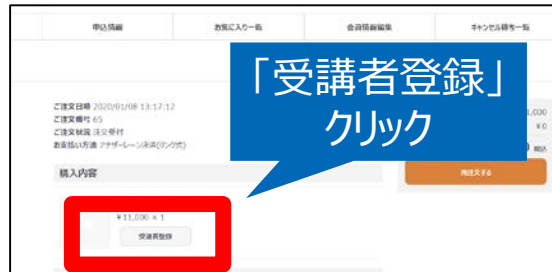 申込情報
お気に入り一覧
会員情報編集
キャンセル待ち一覧
「受講者登録」
クリック
ご注文日時 2020/01/08 13:17:12
ご注文番号 65
ご注文状況 注文受付
お支払い方法 アナザーレーン決済(リンク式)
,000
¥0
0 税込
再注文する
購入内容
¥11,000 × 1
受講者登録